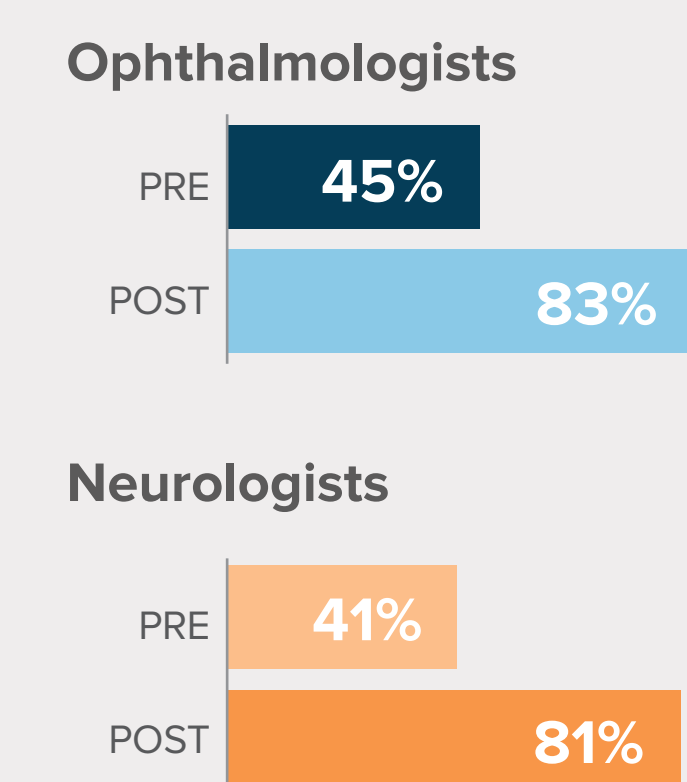 Ophthalmologists
PRE 45%
POST 83%
Neurologists
PRE 41%
POST 81%